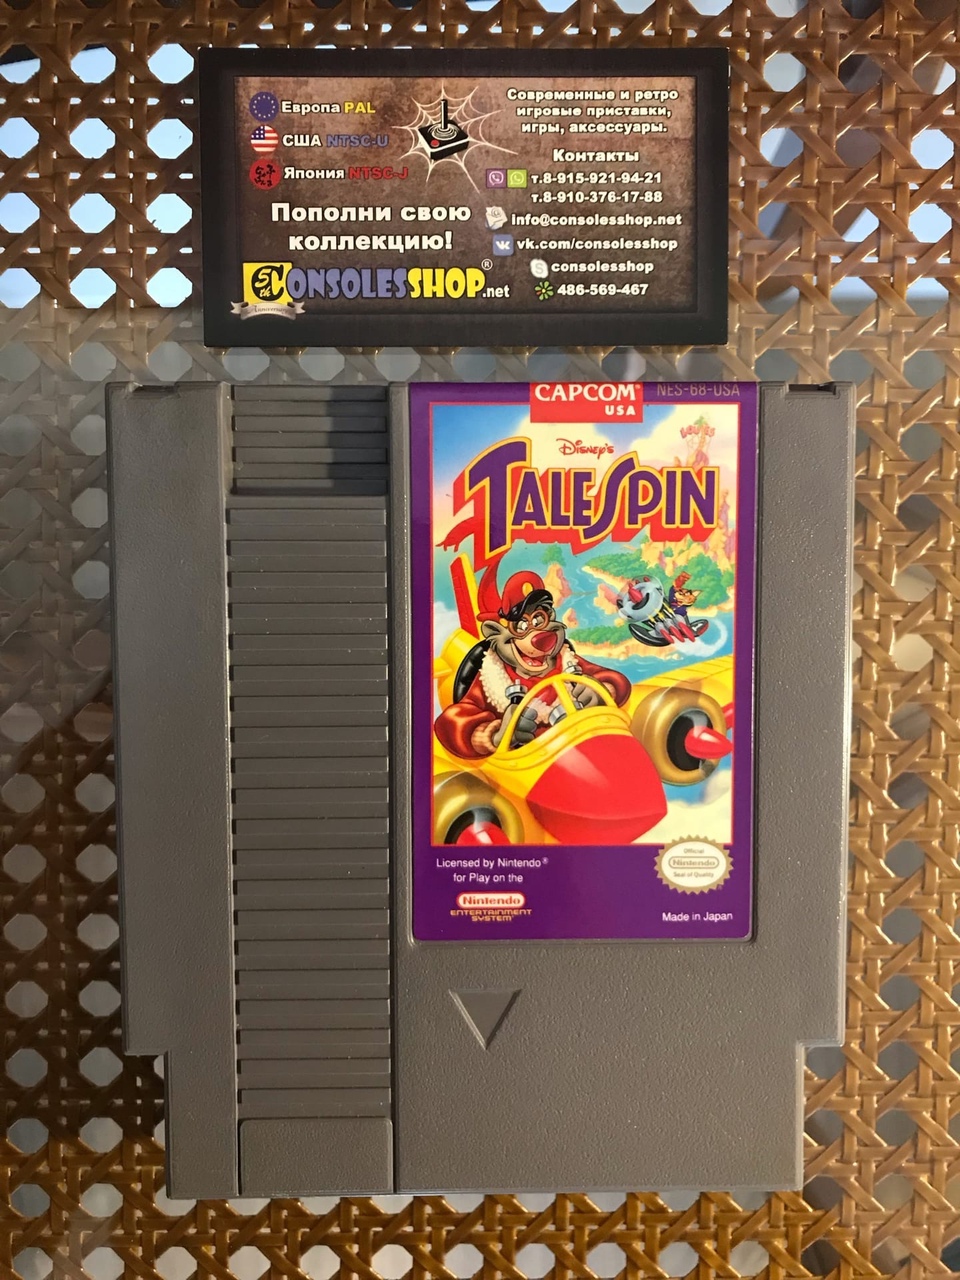 Европа PAL
США NTSC-U
Япония NTSC-J
Пополни свою
коллекцию!
5th
Anniversary
CONSOLESSHOP.net
®
Современные и ретро
игровые приставки,
игры, аксессуары.
Контакты
т.8-915-921-94-21
т.8-910-376-17-88
info@consolesshop.net
vk.com/consolesshop
consolesshop
486-569-467
CAPCOM®
USA
NES-68-USA
Disney's
TALESPIN
LOUIE'S
Licensed by Nintendo®
for Play on the
Nintendo
ENTERTAINMENT
SYSTEM®
Official
Nintendo
Seal of Quality
Made in Japan